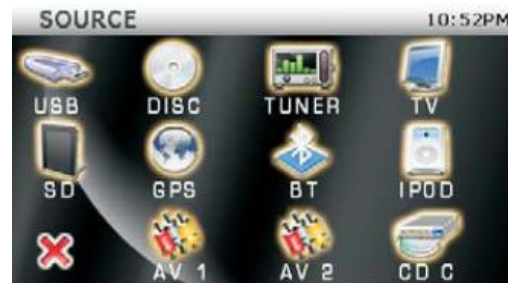 SOURCE 10:52PM
USB DISC TUNER TV
SD GPS BT IPOD
AV 1 AV 2 CD C